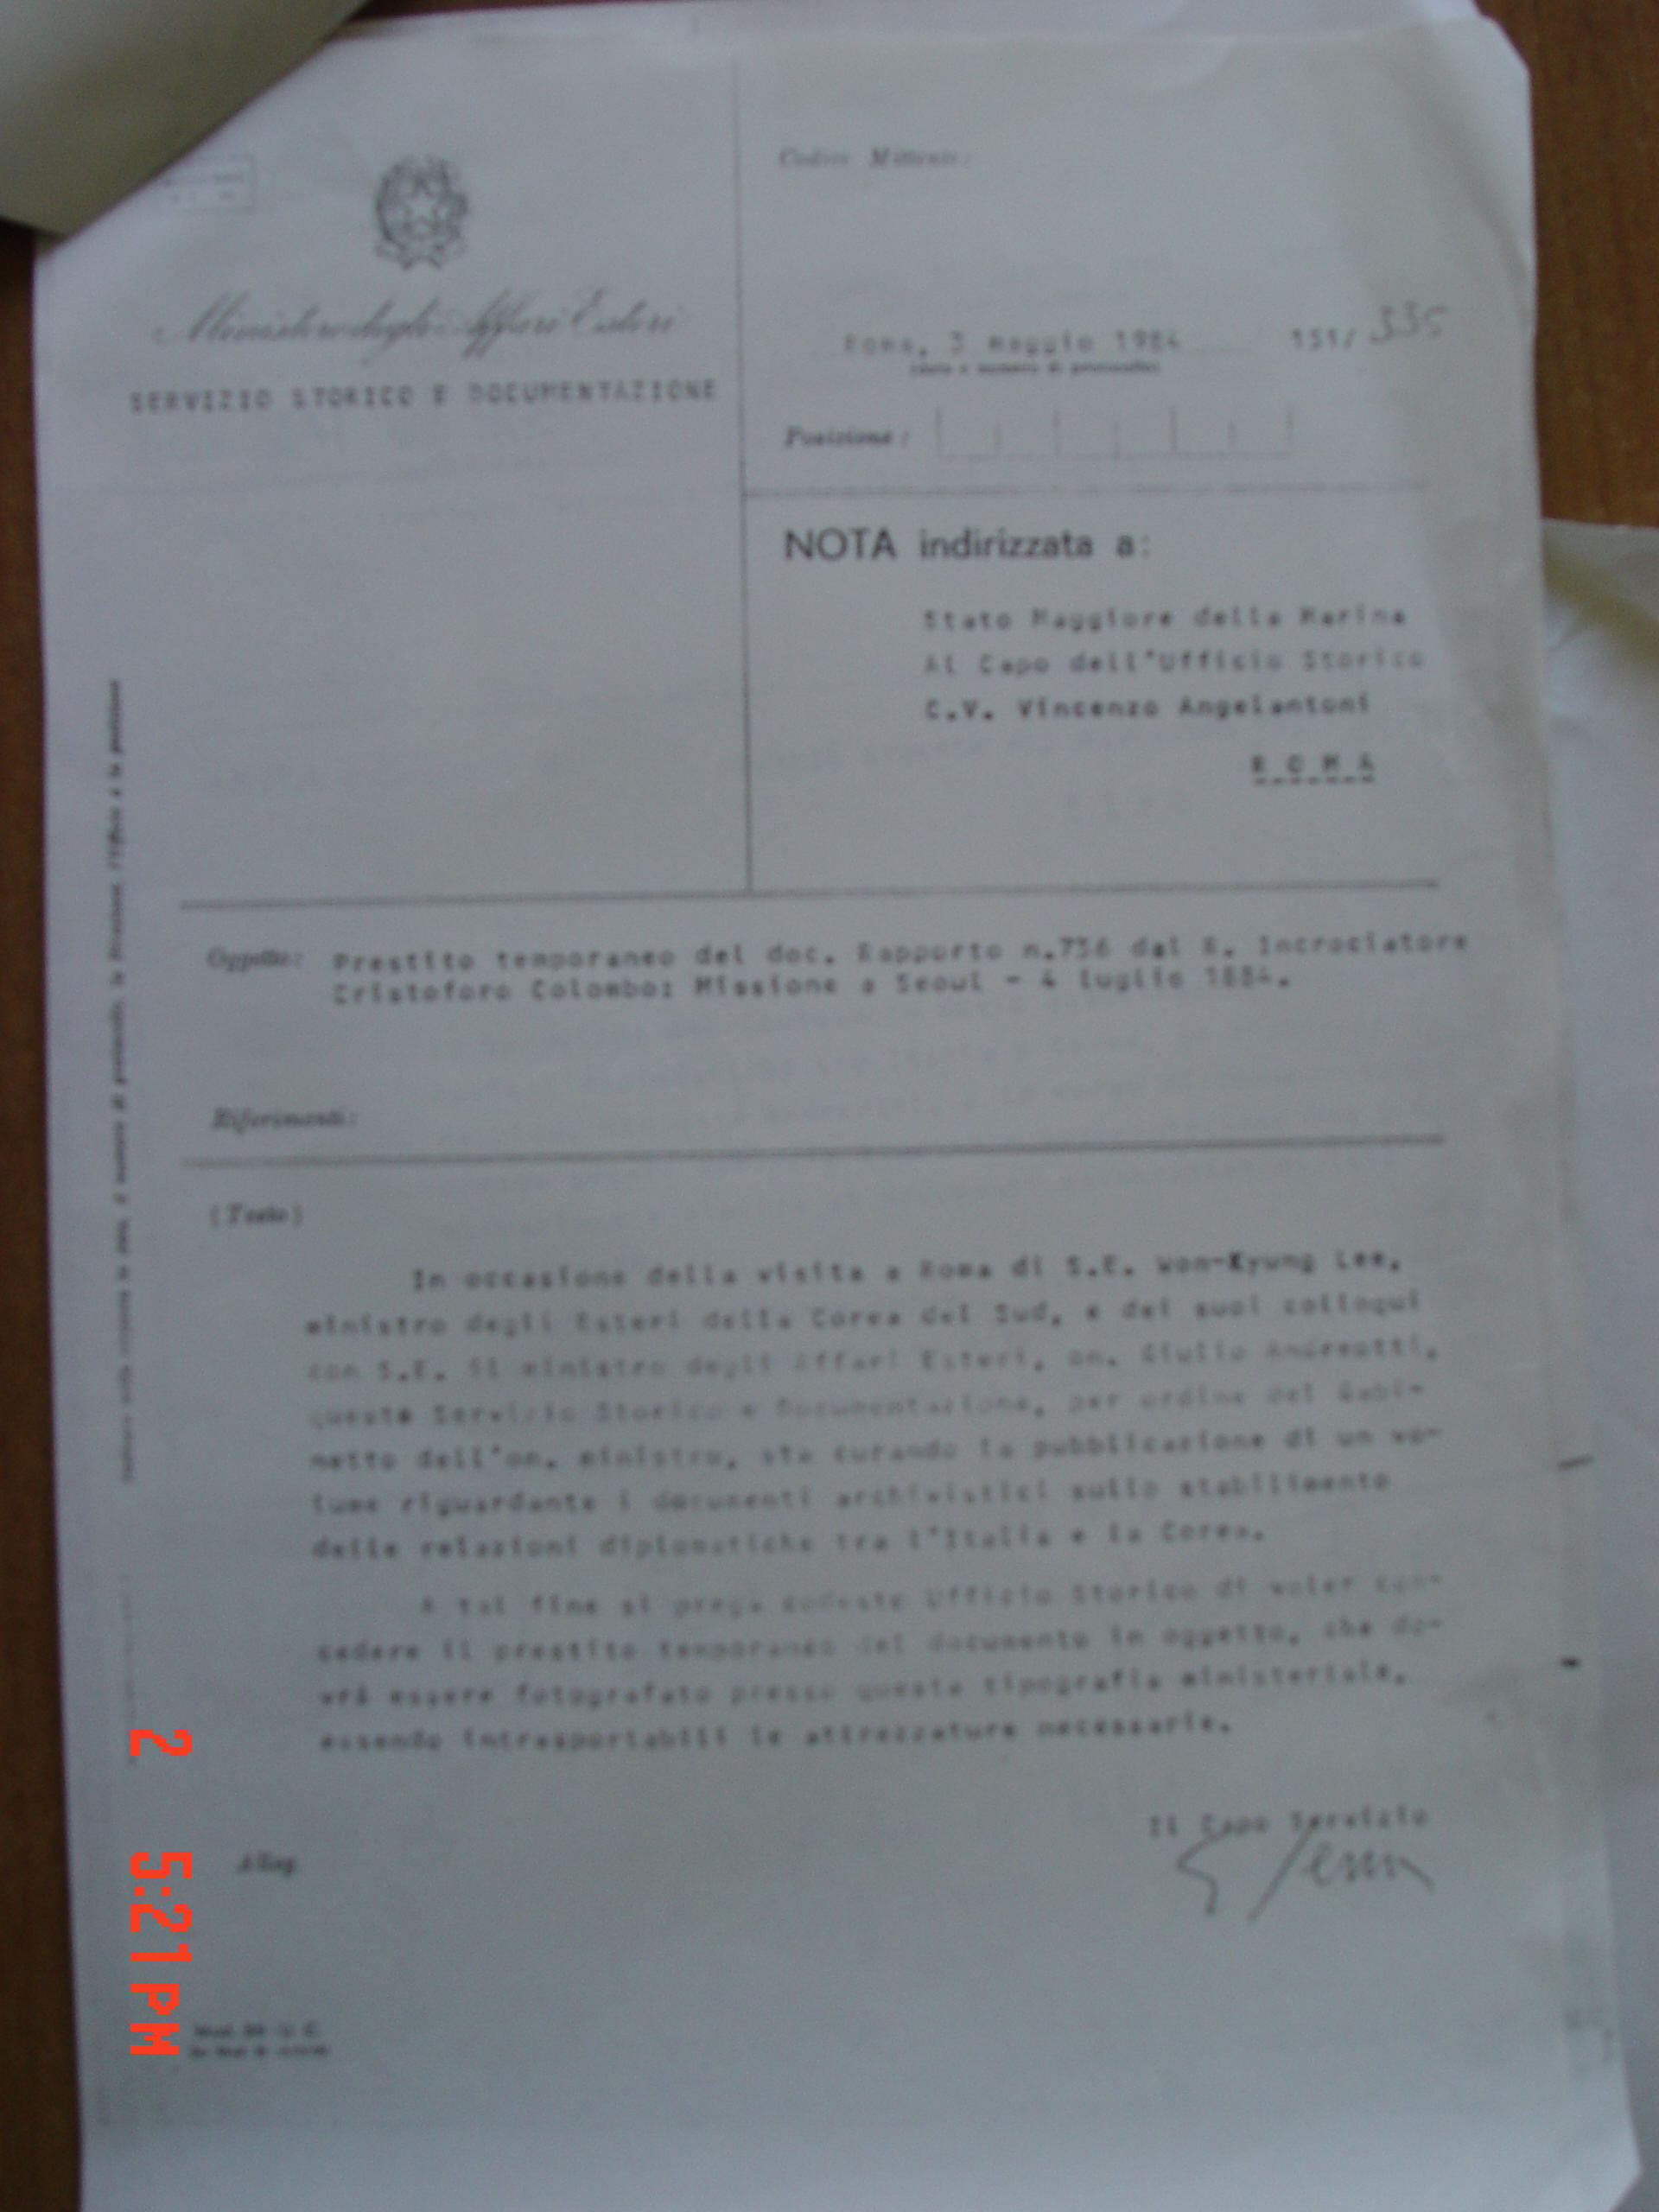 Codice Mittente:
Ministero degli Affari Esteri
SERVIZIO STORICO E DOCUMENTAZIONE
Roma, 3 maggio 1984 151/335
(data e numero di protocollo)
Posizione:
NOTA indirizzata a:
Stato Maggiore della Marina
Al Capo dell'Ufficio Storico
C.V. Vincenzo Angelantoni
R O M A
Oggetto: Prestito temporaneo del doc. Rapporto n.736 dal R. Incrociatore
Cristoforo Colombo: Missione a Seoul - 4 luglio 1884.
Riferimenti:
(Testo)
In occasione della visita a Roma di S.E. Won-Kyung Lee,
ministro degli Esteri della Corea del Sud, e dei suoi colloqui
con S.E. il ministro degli Affari Esteri, on. Giulio Andreotti,
questo Servizio Storico e Documentazione, per ordine del Gabi-
netto dell'on. ministro, sta curando la pubblicazione di un vo-
lume riguardante i documenti archivistici sullo stabilimento
delle relazioni diplomatiche tra l'Italia e la Corea.
A tal fine si prega codesto Ufficio Storico di voler con-
cedere il prestito temporaneo del documento in oggetto, che do-
vrà essere fotografato presso questa tipografia ministeriale,
essendo intrasportabili le attrezzature necessarie.
Il Capo Servizio
Alleg.
2 5:21 PM